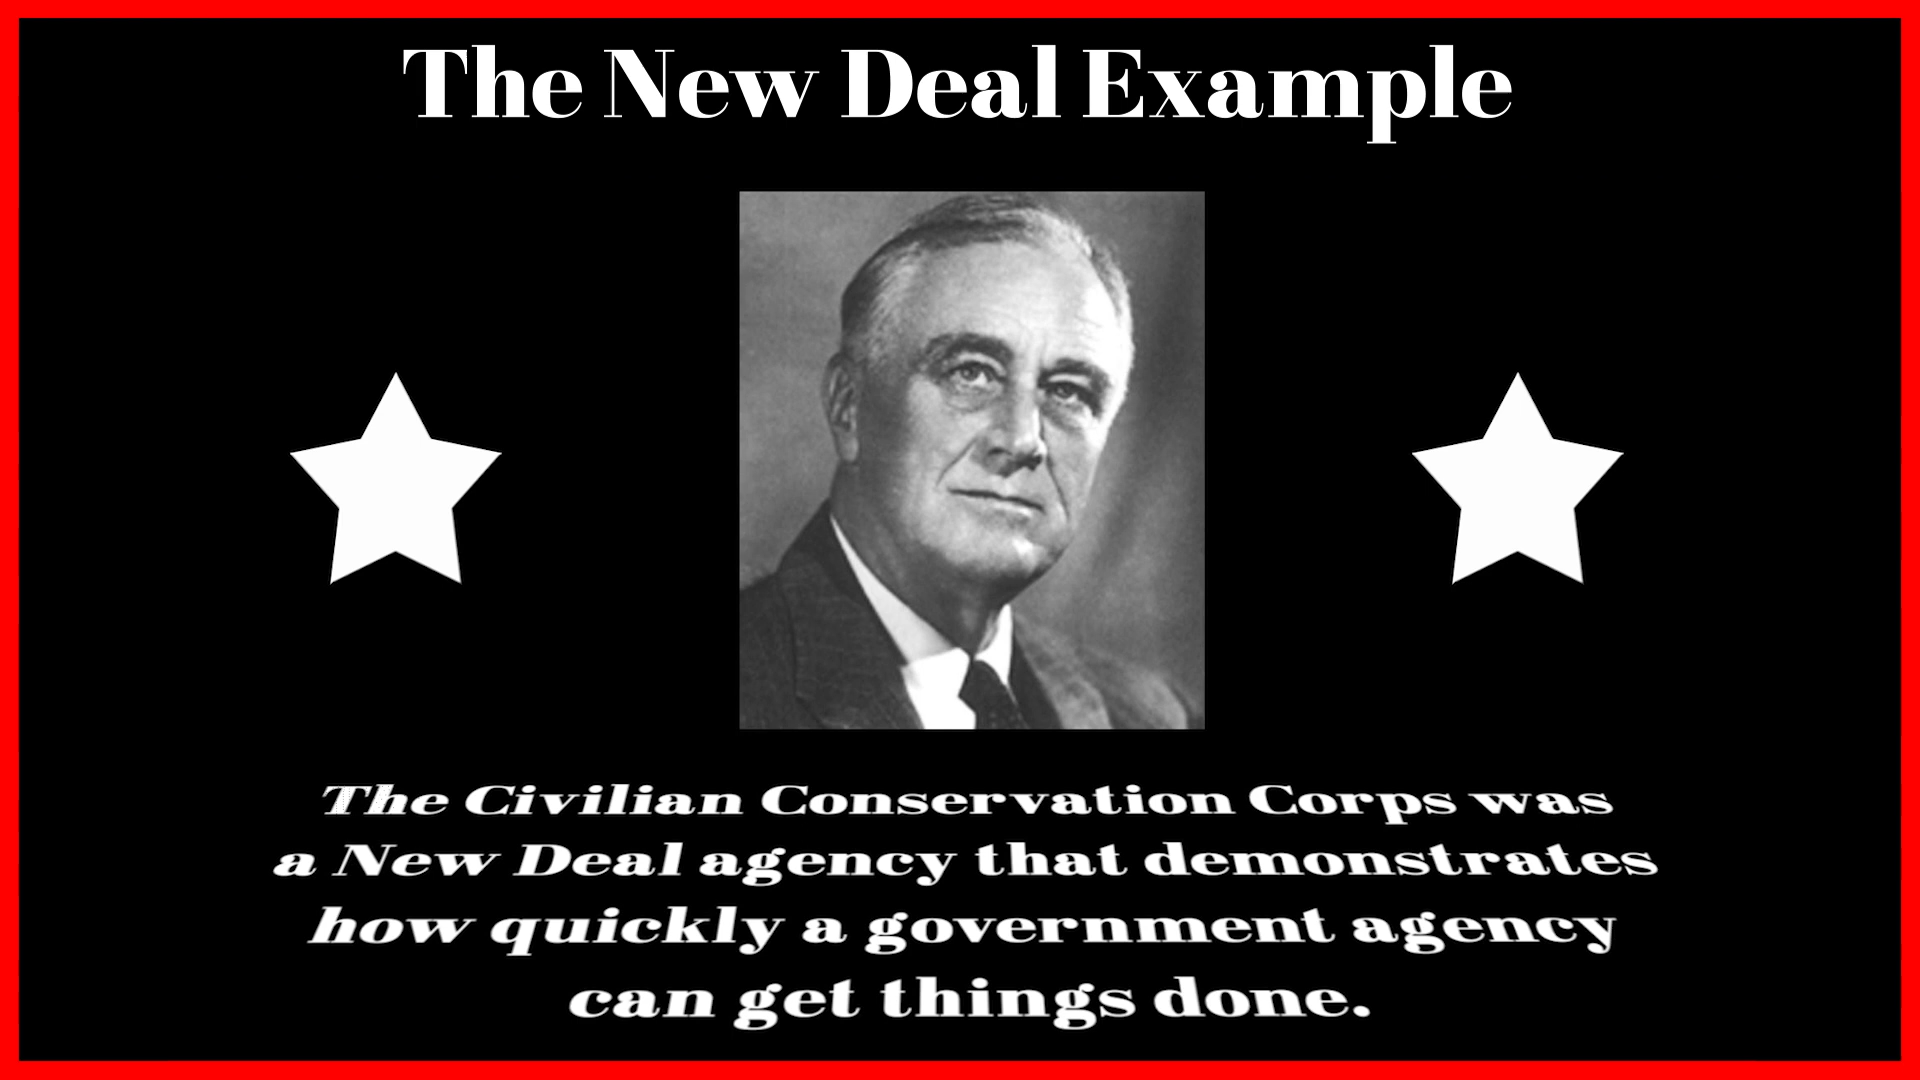 The New Deal Example
The Civilian Conservation Corps was
a New Deal agency that demonstrates
how quickly a government agency
can get things done.